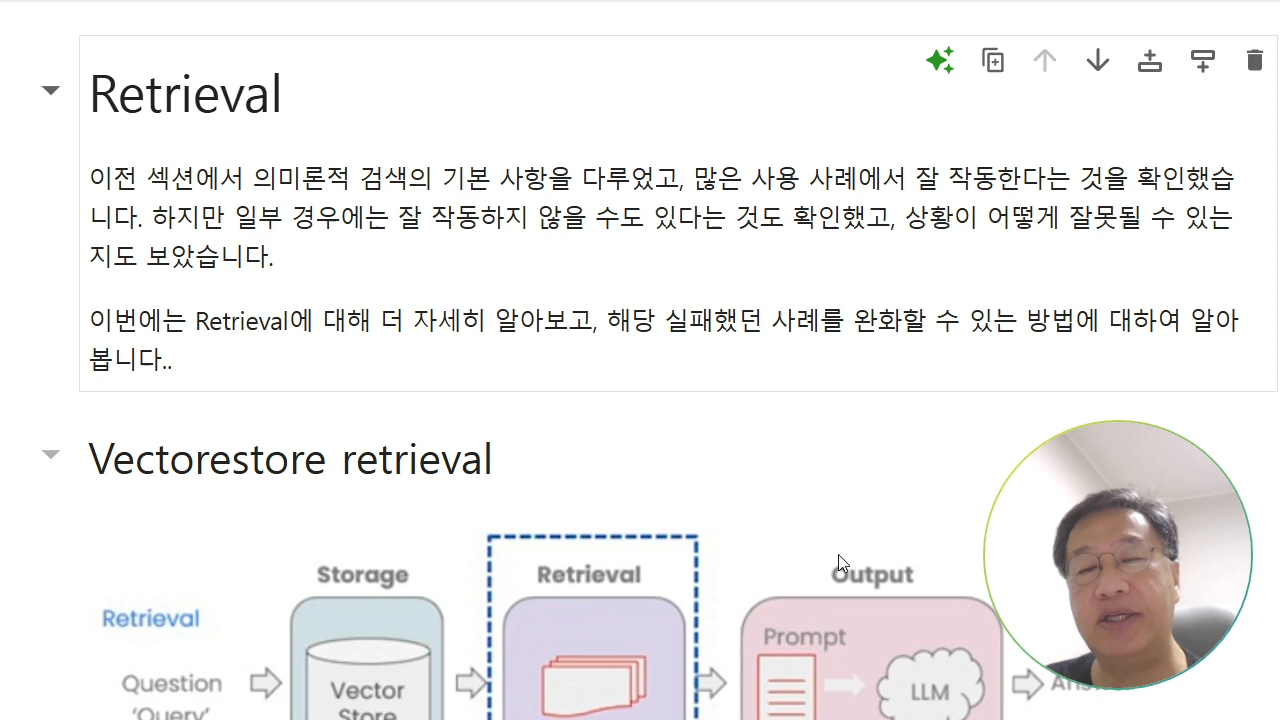 Retrieval
이전 섹션에서 의미론적 검색의 기본 사항을 다루었고, 많은 사용 사례에서 잘 작동한다는 것을 확인했습
니다. 하지만 일부 경우에는 잘 작동하지 않을 수도 있다는 것도 확인했고, 상황이 어떻게 잘못될 수 있는
지도 보았습니다.
이번에는 Retrieval에 대해 더 자세히 알아보고, 해당 실패했던 사례를 완화할 수 있는 방법에 대하여 알아
봅니다..
Vectorestore retrieval
Storage
Retrieval
Output
Retrieval
Prompt
Question
Vector
LLM
'Query'
Store